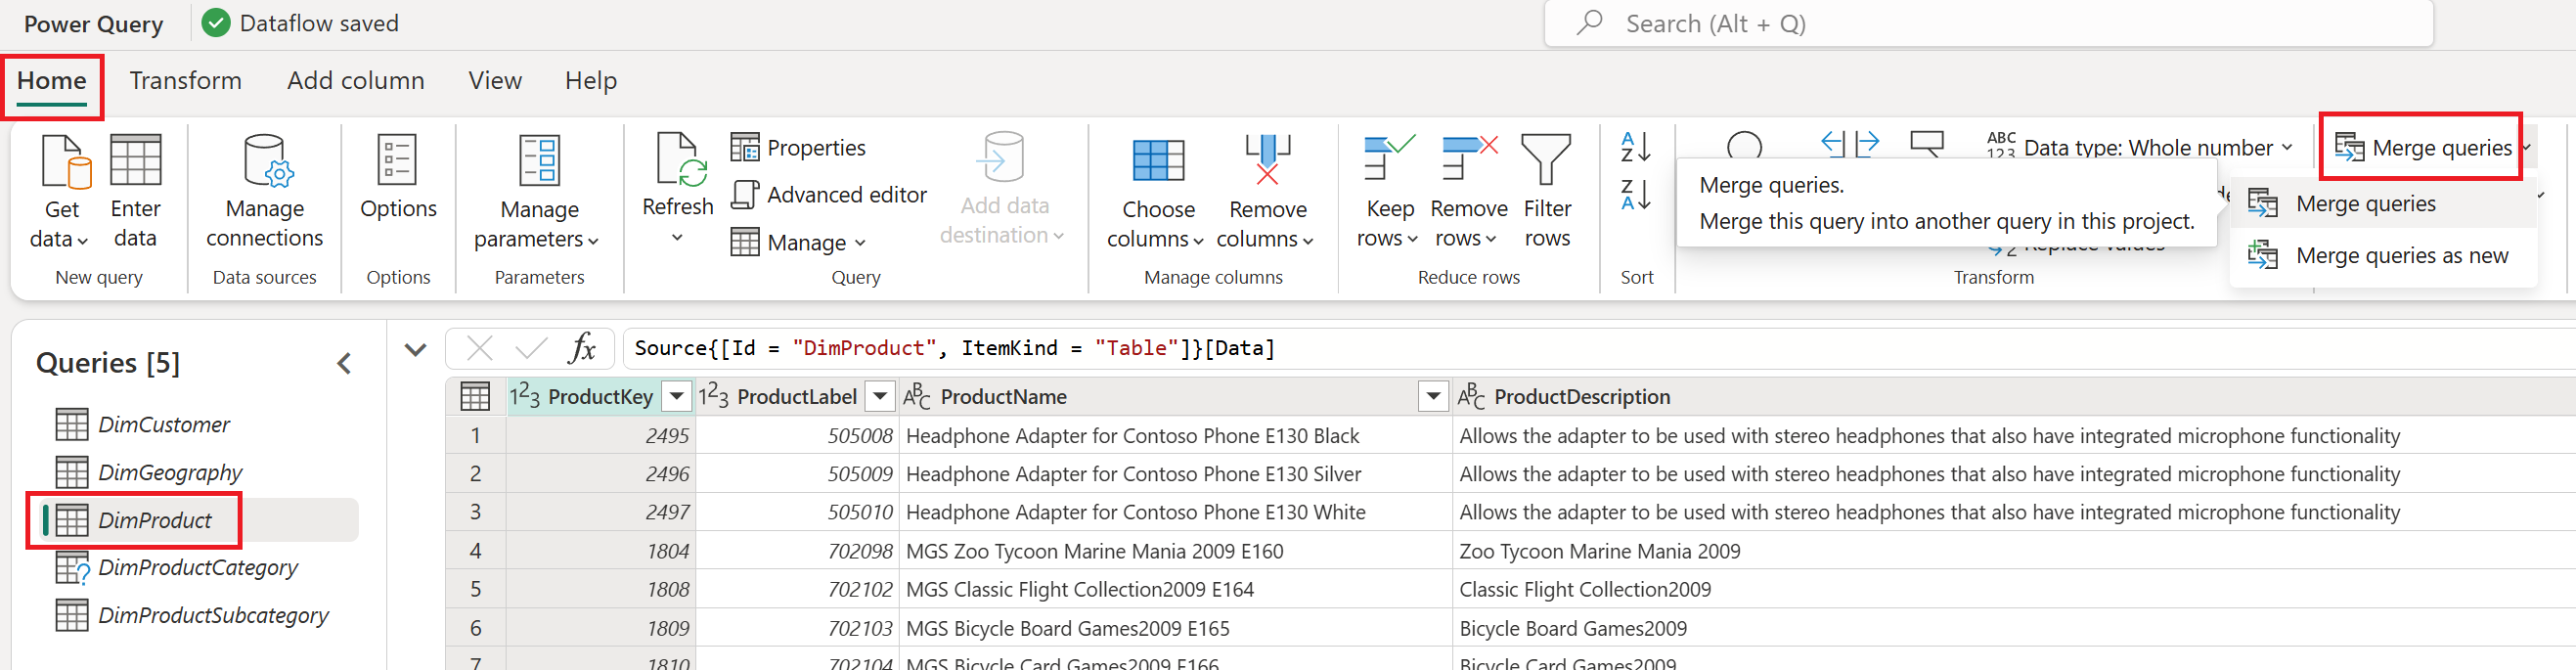 Power Query
Dataflow saved
Search (Alt + Q)
Home
Transform
Add column
View
Help
Get
data
Enter
data
New query
Manage
connections
Data sources
Options
Options
Manage
parameters
Parameters
Refresh
Properties
Advanced editor
Manage
Add data
destination
Query
Choose
columns
Remove
columns
Manage columns
Keep
rows
Remove
rows
Filter
rows
Reduce rows
A
Z
Z
A
Sort
ABC
123
Data type: Whole number
Merge queries.
Merge this query into another query in this project.
Transform
Merge queries
Merge queries
Merge queries as new
Queries [5]
DimCustomer
DimGeography
DimProduct
DimProductCategory
DimProductSubcategory
fx
Source{[Id = "DimProduct", ItemKind = "Table"]}[Data]
123 ProductKey 123 ProductLabel ABC ProductName ABC ProductDescription
1 2495 505008 Headphone Adapter for Contoso Phone E130 Black Allows the adapter to be used with stereo headphones that also have integrated microphone functionality
2 2496 505009 Headphone Adapter for Contoso Phone E130 Silver Allows the adapter to be used with stereo headphones that also have integrated microphone functionality
3 2497 505010 Headphone Adapter for Contoso Phone E130 White Allows the adapter to be used with stereo headphones that also have integrated microphone functionality
4 1804 702098 MGS Zoo Tycoon Marine Mania 2009 E160 Zoo Tycoon Marine Mania 2009
5 1808 702102 MGS Classic Flight Collection2009 E164 Classic Flight Collection2009
6 1809 702103 MGS Bicycle Board Games2009 E165 Bicycle Board Games2009
7 1810 702104 MGS Bicycle Card Games2009 E166 Bicycle Card Games2009